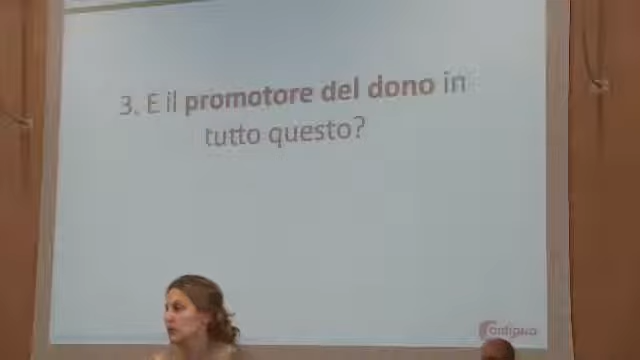 3. E il promotore del dono in
tutto questo?